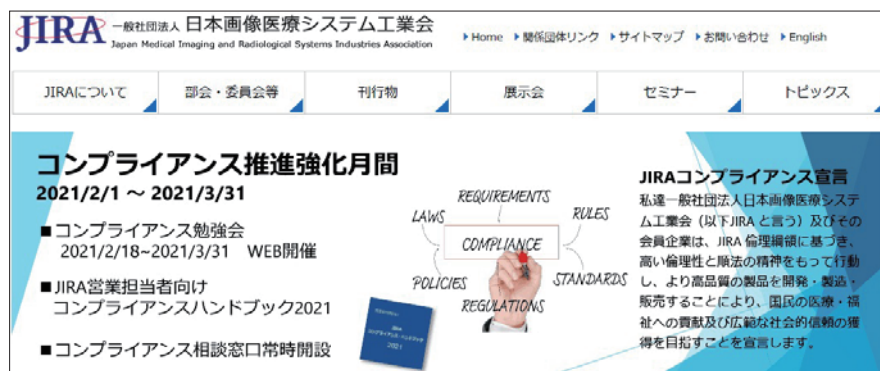 JIRA 一般社団法人 日本画像医療システム工業会
Japan Medical Imaging and Radiological Systems Industries Association
Home 関係団体リンク サイトマップ お問い合わせ English
JIRAについて 部会・委員会等 刊行物 展示会 セミナー トピックス
コンプライアンス推進強化月間
2021/2/1 ～ 2021/3/31
■コンプライアンス勉強会
2021/2/18~2021/3/31 WEB開催
■JIRA営業担当者向け
コンプライアンスハンドブック2021
■コンプライアンス相談窓口常時開設
REQUIREMENTS
LAWS
RULES
COMPLIANCE
POLICIES
STANDARDS
REGULATIONS
JIRA
コンプライアンス・ハンドブック
2021
JIRAコンプライアンス宣言
私達一般社団法人日本画像医療システ
ム工業会（以下JIRA と言う）及びその
会員企業は、JIRA 倫理綱領に基づき、
高い倫理性と順法の精神をもって行動
し、より高品質の製品を開発・製造・
販売することにより、国民の医療・福
祉への貢献及び広範な社会的信頼の獲
得を目指すことを宣言します。